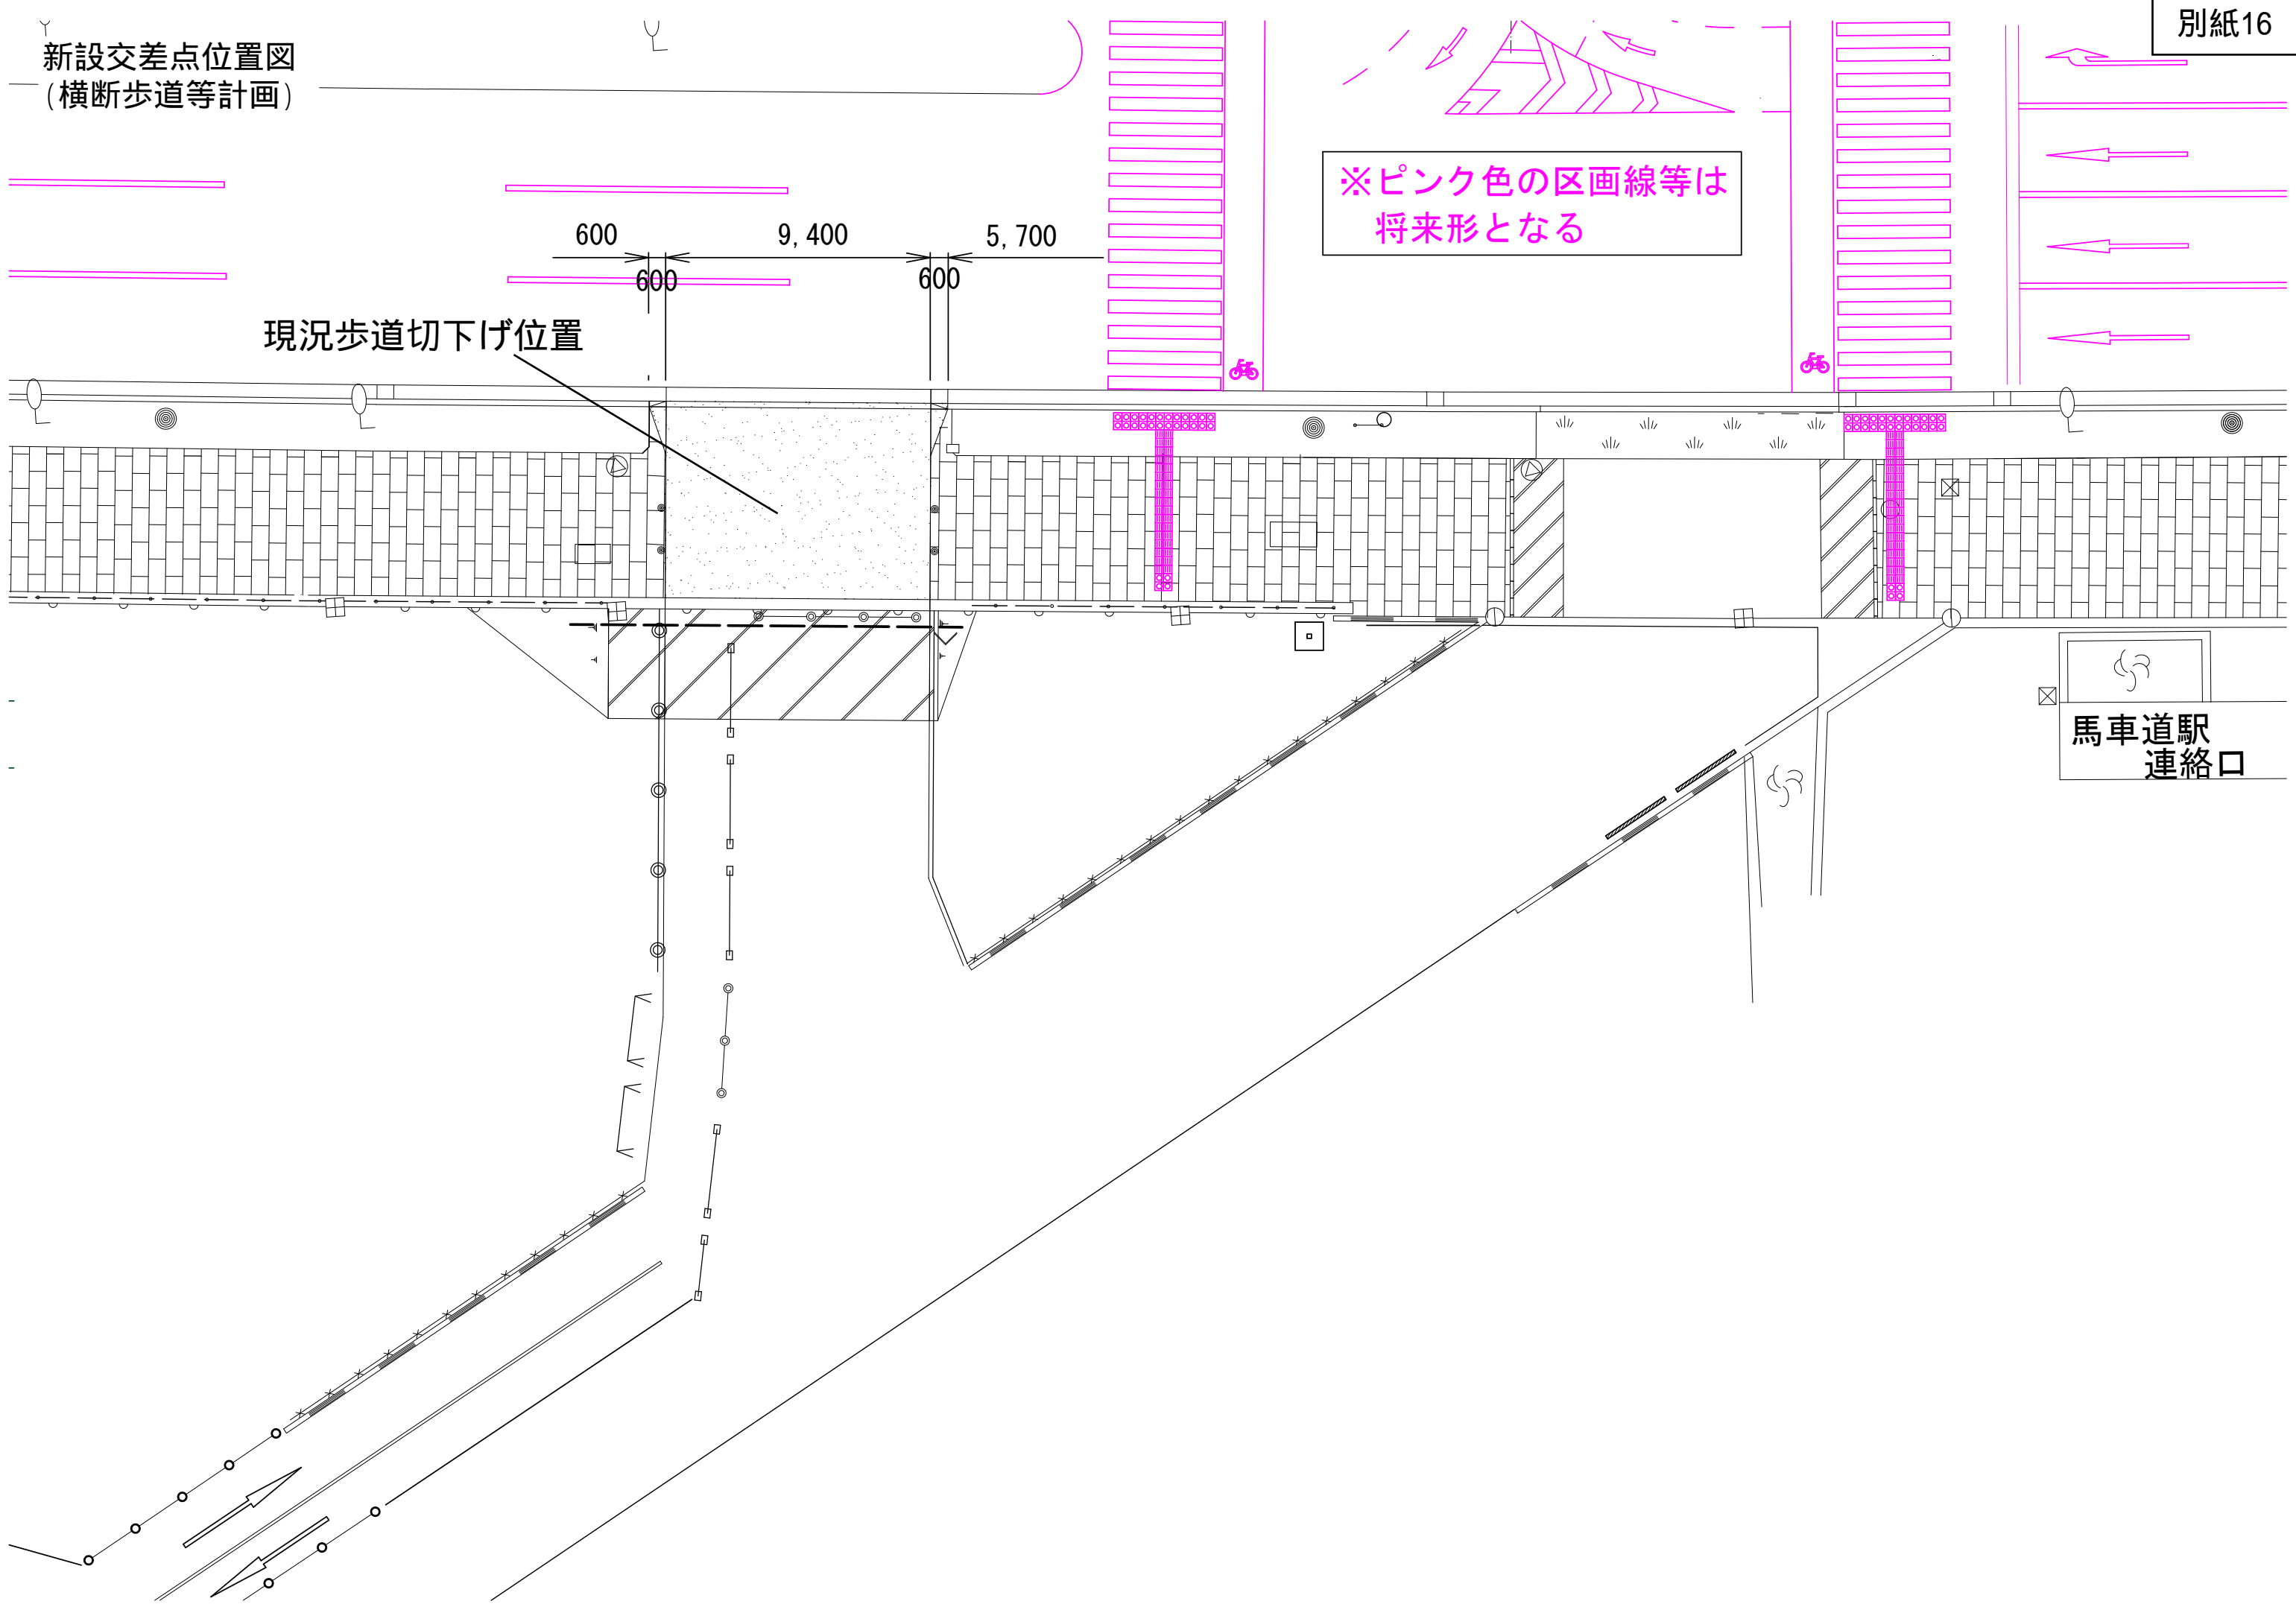 別紙16
新設交差点位置図
(横断歩道等計画)
※ピンク色の区画線等は
将来形となる
600
9,400
5,700
600
600
現況歩道切下げ位置
馬車道駅
連絡口